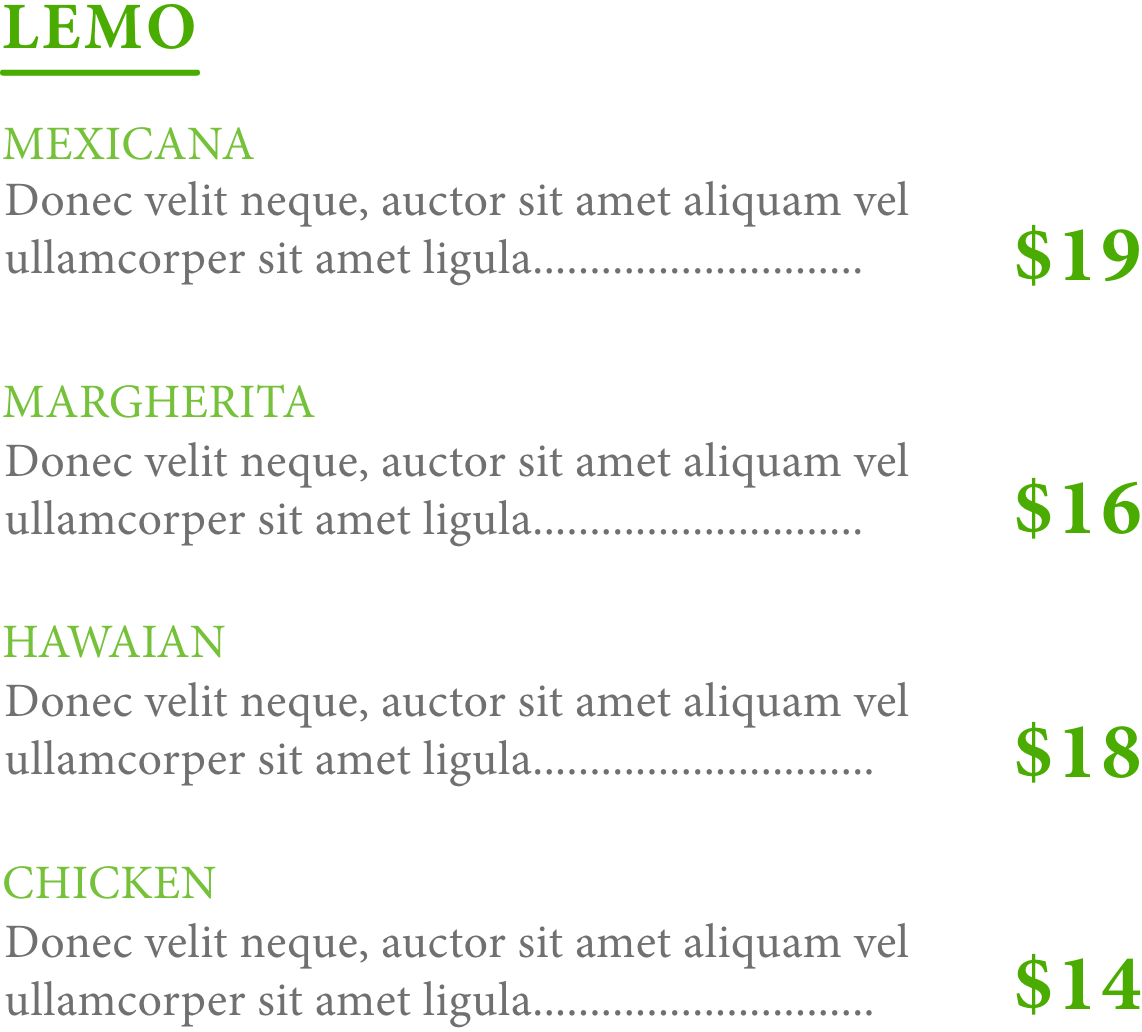 LEMO
MEXICANA
Donec velit neque, auctor sit amet aliquam vel
ullamcorper sit amet ligula.............................
$19
MARGHERITA
Donec velit neque, auctor sit amet aliquam vel
ullamcorper sit amet ligula.............................
$16
HAWAIAN
Donec velit neque, auctor sit amet aliquam vel
ullamcorper sit amet ligula..............................
$18
CHICKEN
Donec velit neque, auctor sit amet aliquam vel
ullamcorper sit amet ligula..............................
$14